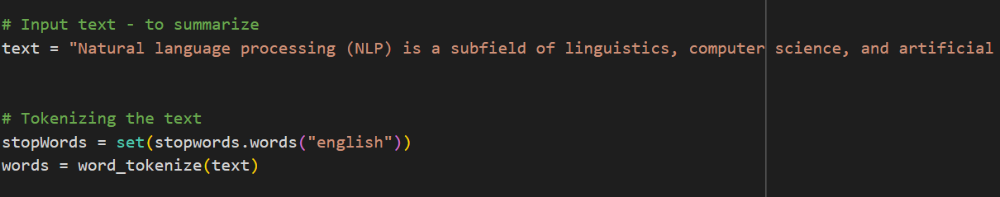 # Input text - to summarize
text = "Natural language processing (NLP) is a subfield of linguistics, computer science, and artificial
# Tokenizing the text
stopWords = set(stopwords.words("english"))
words = word_tokenize(text)